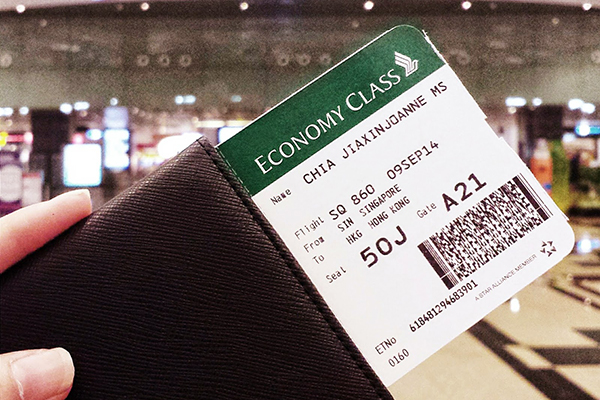 ECONOMY CLASS
Name CHIA JIAXINJOANNE MS
Flight SQ 860 09SEP14
From SIN SINGAPORE
To HKG HONG KONG
Gate A21
Seat 50J
A STAR ALLIANCE MEMBER
ETNo 618481294683901
0160